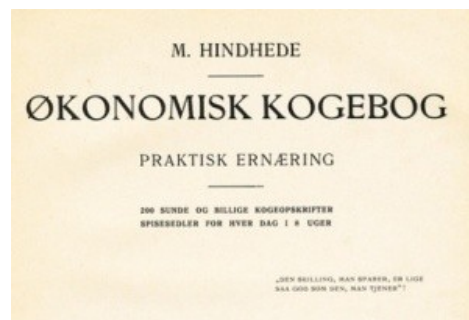 M. HINDHEDE
ØKONOMISK KOGEBOG
PRAKTISK ERNÆRING
200 SUNDE OG BILLIGE KOGEOPSKRIFTER
SPISESEDLER FOR HVER DAG I 8 UGER
„DEN SKILLING, MAN SPARER, ER LIGE
SAA GOD SOM DEN, MAN TJENER”!